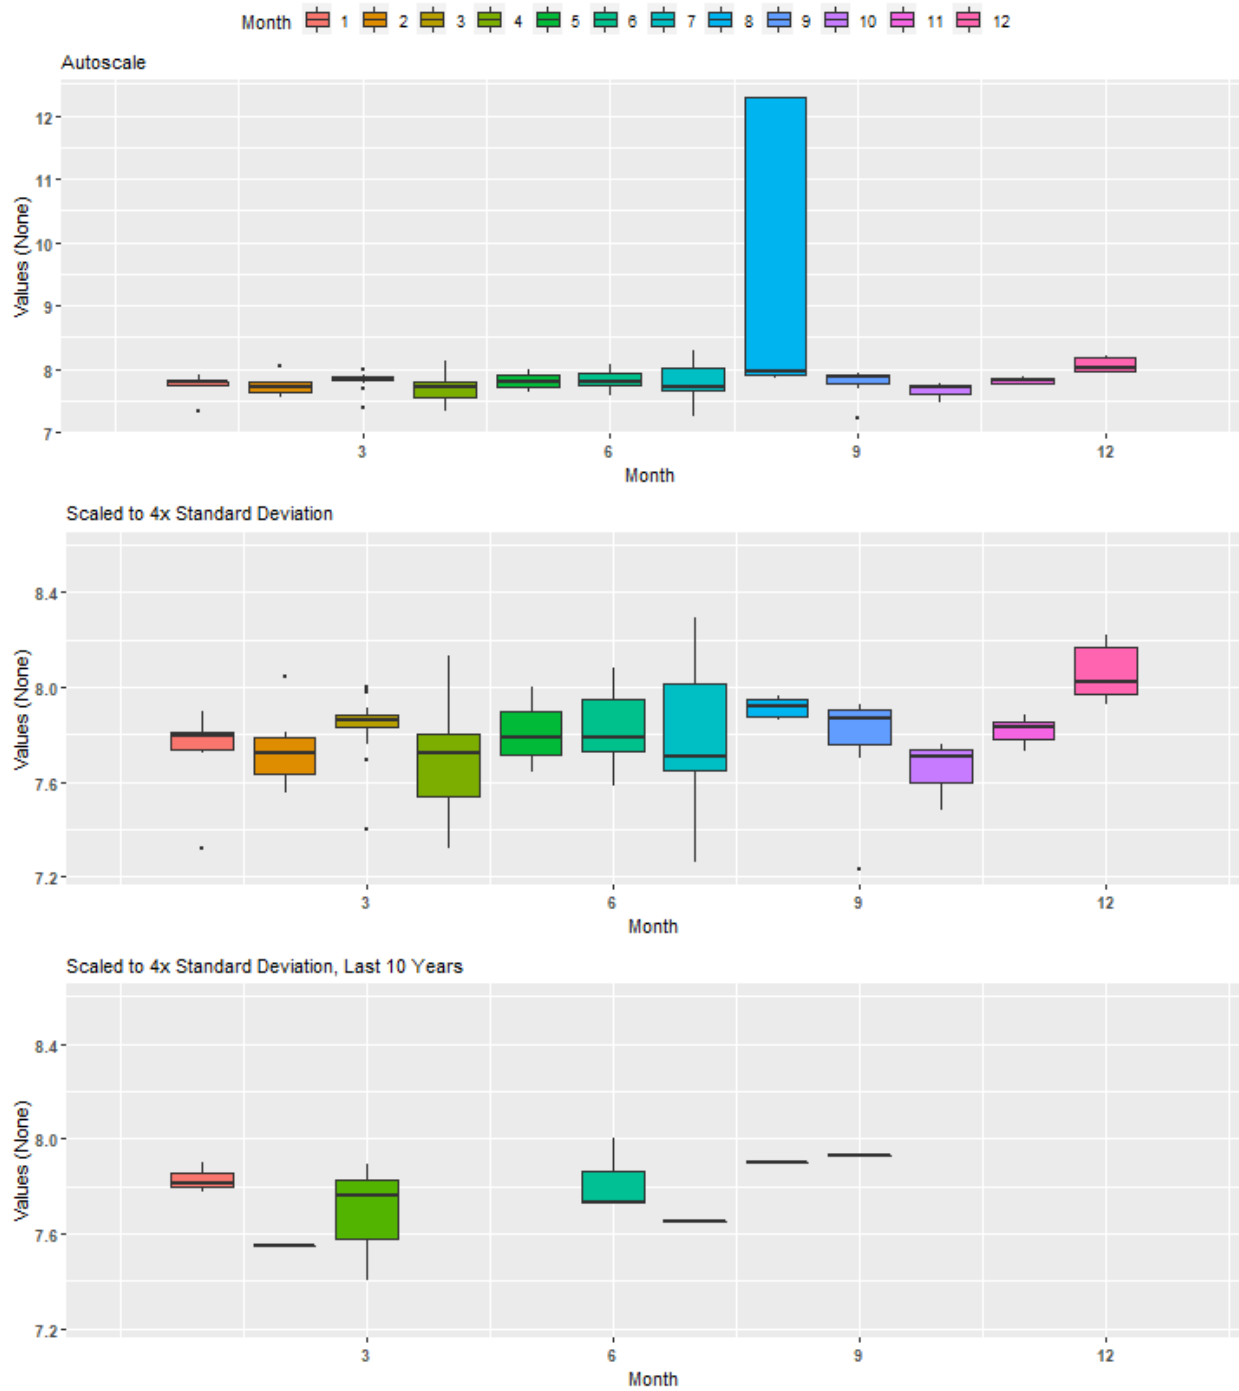 Month 1 2 3 4 5 6 7 8 9 10 11 12
Autoscale
12
11
10
9
8
7
Values (None)
3 6 9 12
Month
Scaled to 4x Standard Deviation
8.4
8.0
7.6
7.2
Values (None)
3 6 9 12
Month
Scaled to 4x Standard Deviation, Last 10 Years
8.4
8.0
7.6
7.2
Values (None)
3 6 9 12
Month